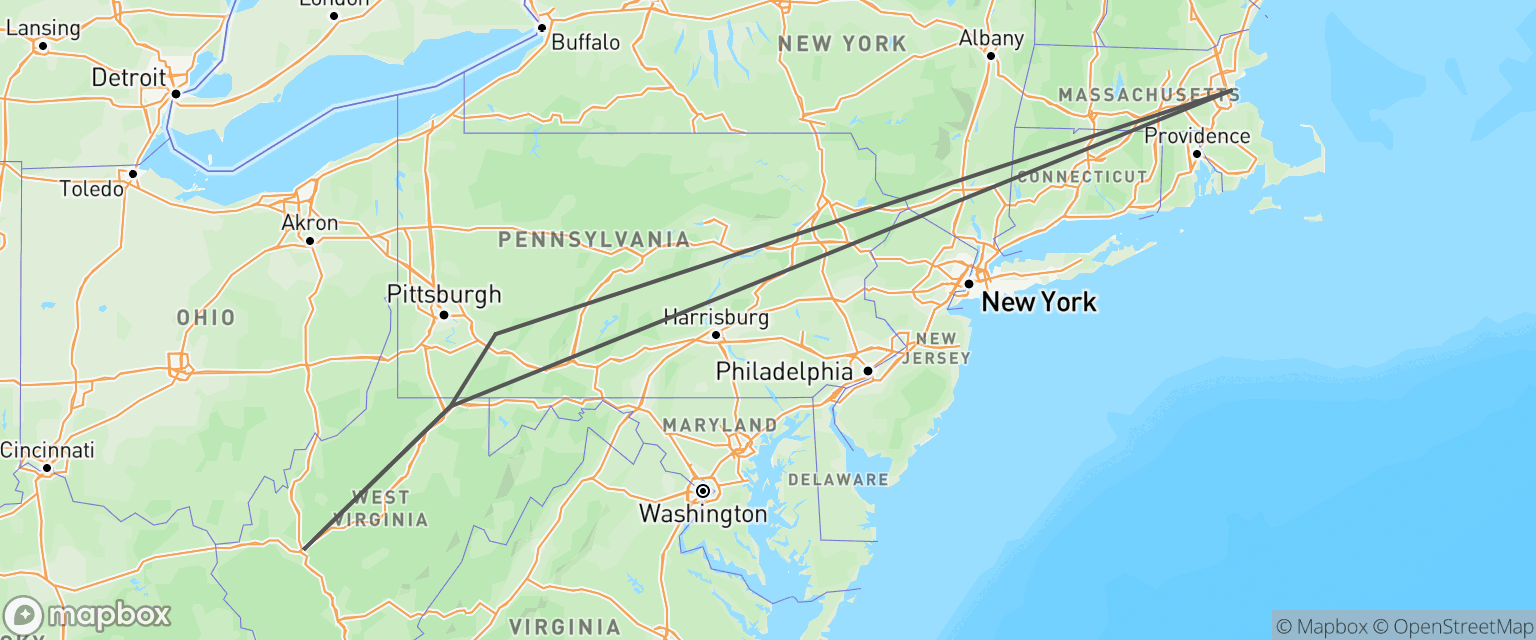 London
Lansing
Buffalo
NEW YORK
Albany
Detroit
MASSACHUSETTS
Providence
Toledo
CONNECTICUT
Akron
PENNSYLVANIA
Pittsburgh
New York
OHIO
Harrisburg
NEW
JERSEY
Philadelphia
MARYLAND
Cincinnati
DELAWARE
WEST
VIRGINIA
Washington
mapbox
VIRGINIA
© Mapbox © OpenStreetMap